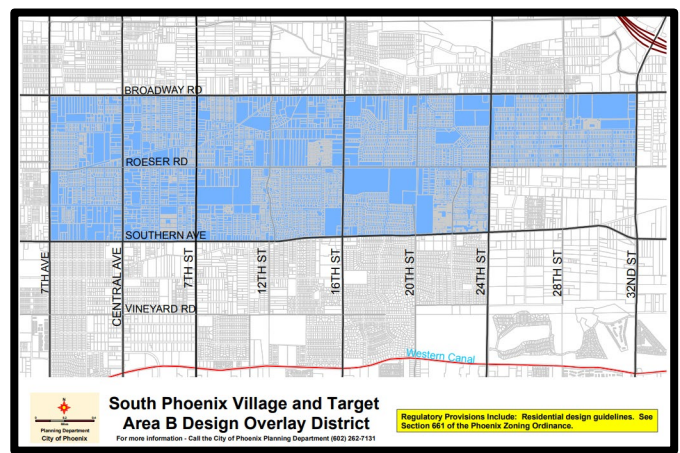 BROADWAY RD
ROESER RD
SOUTHERN AVE
7TH AVE
CENTRAL AVE
7TH ST
12TH ST
16TH ST
20TH ST
24TH ST
28TH ST
32ND ST
VINEYARD RD
Western Canal
Planning Department
City of Phoenix
South Phoenix Village and Target
Area B Design Overlay District
For more information - Call the City of Phoenix Planning Department (602) 262-7131
Regulatory Provisions Include: Residential design guidelines. See
Section 661 of the Phoenix Zoning Ordinance.